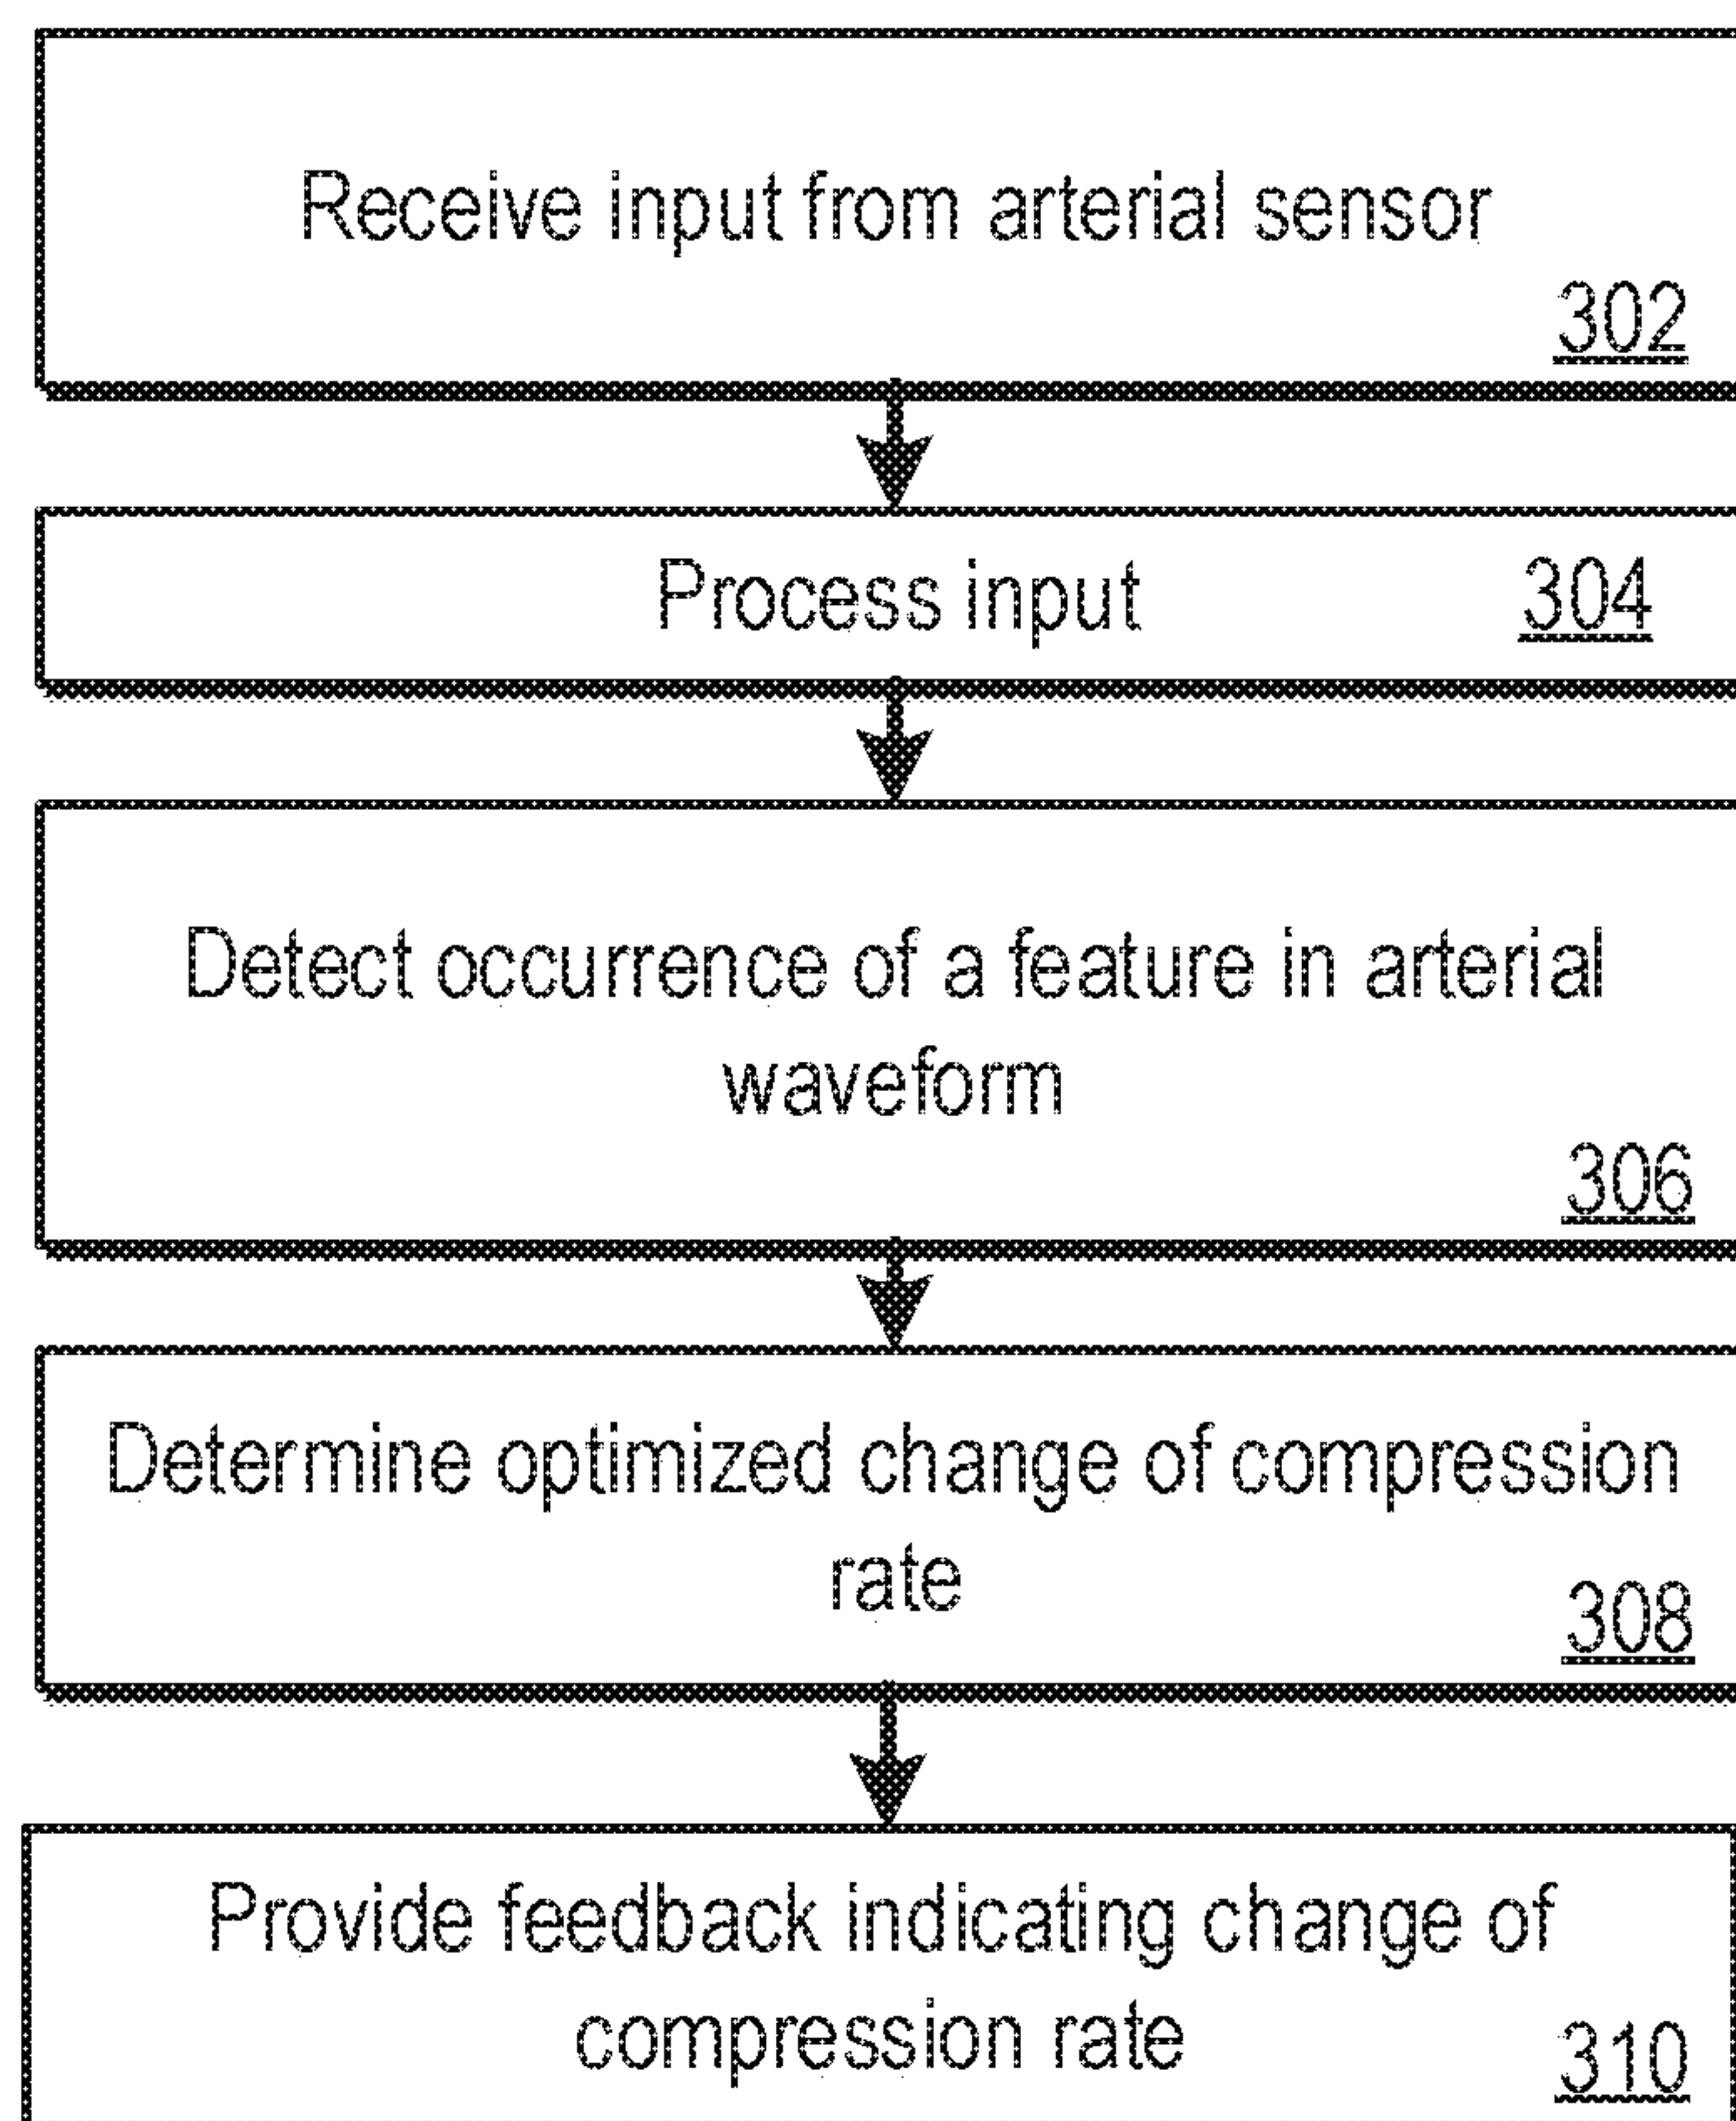 Receive input from arterial sensor
302
Process input 304
Detect occurrence of a feature in arterial
waveform
306
Determine optimized change of compression
rate
308
Provide feedback indicating change of
compression rate
310